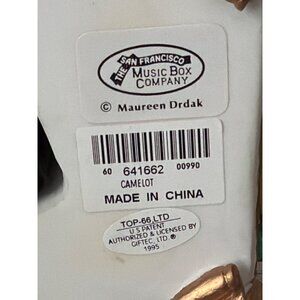 THE SAN FRANCISCO
MUSIC BOX
COMPANY
© Maureen Drdak
60 641662 00990
CAMELOT
MADE IN CHINA
TOP-66, LTD
U S PATENT
AUTHORIZED & LICENSED BY
GIFTEC, LTD. ®
1995